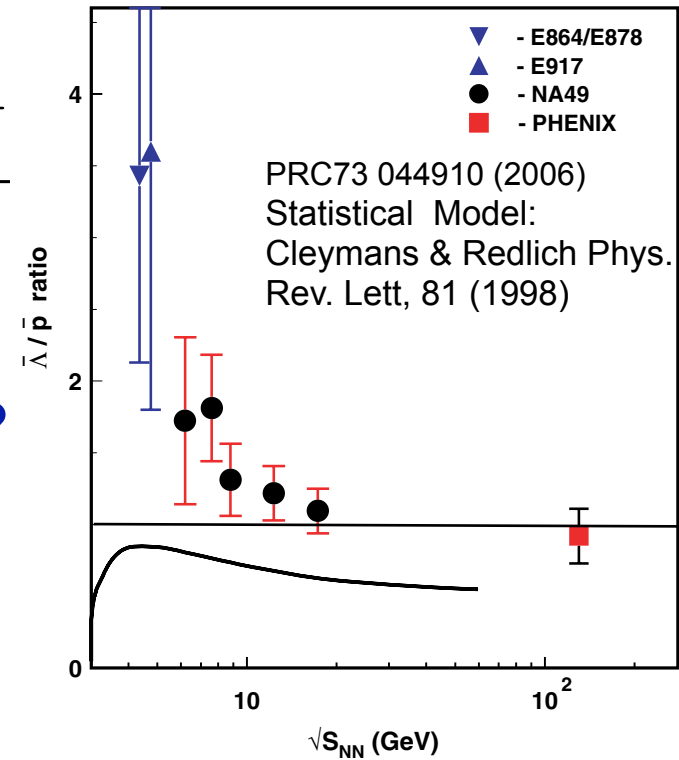 - E864/E878
- E917
- NA49
- PHENIX
PRC73 044910 (2006)
Statistical Model:
Cleymans & Redlich Phys.
Rev. Lett, 81 (1998)
4
2
0
Λ̄ / p̄ ratio
10
10²
√S_NN (GeV)